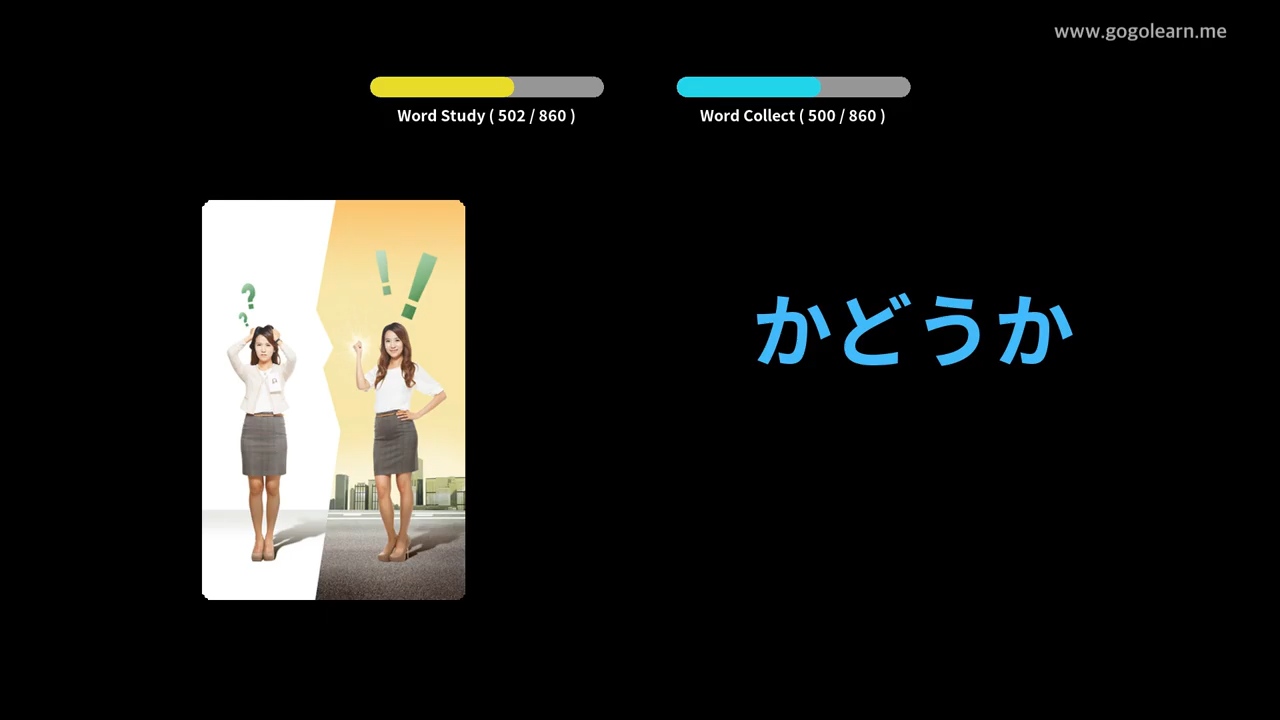 www.gogolearn.me
Word Study ( 502 / 860 )
Word Collect ( 500 / 860 )
? ?
! !
かどうか